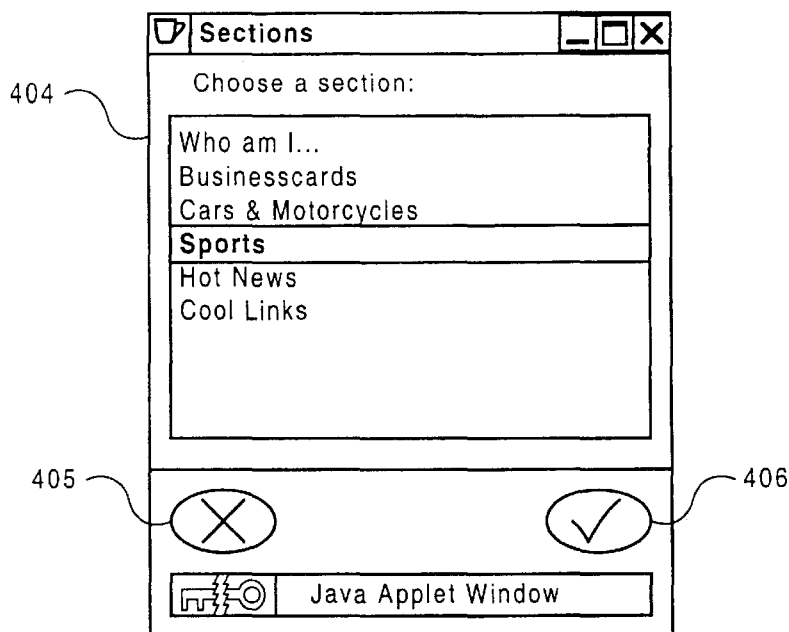 Sections
Choose a section:
404
Who am I...
Businesscards
Cars & Motorcycles
Sports
Hot News
Cool Links
405
406
Java Applet Window